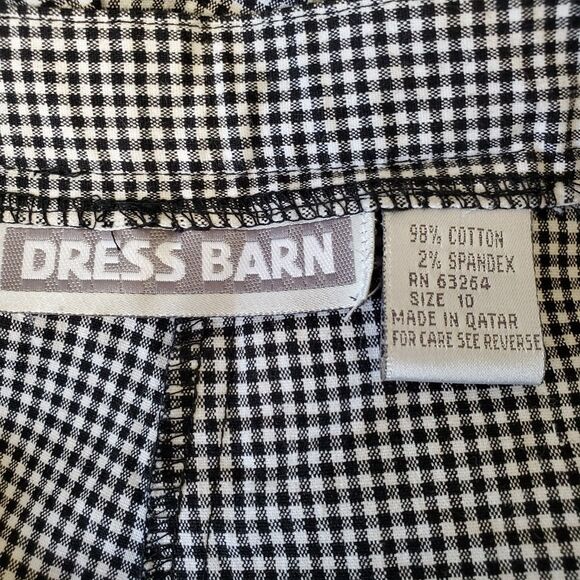 DRESS BARN
98% COTTON
2% SPANDEX
RN 63264
SIZE 10
MADE IN QATAR
FOR CARE SEE REVERSE